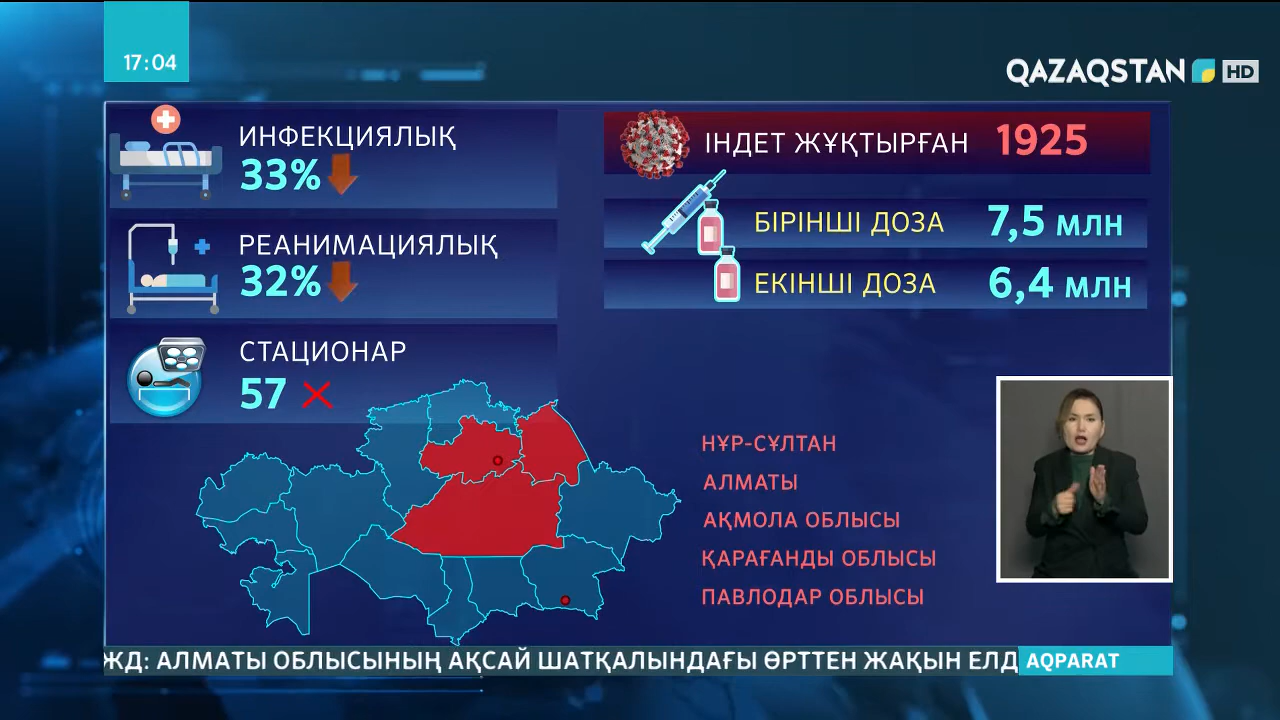 17:04
QAZAQSTAN HD
ИНФЕКЦИЯЛЫҚ
33%
РЕАНИМАЦИЯЛЫҚ
32%
СТАЦИОНАР
57
ІНДЕТ ЖҰҚТЫРҒАН 1925
БІРІНШІ ДОЗА 7,5 млн
ЕКІНШІ ДОЗА 6,4 млн
НҰР-СҰЛТАН
АЛМАТЫ
АҚМОЛА ОБЛЫСЫ
ҚАРАҒАНДЫ ОБЛЫСЫ
ПАВЛОДАР ОБЛЫСЫ
ЖД: АЛМАТЫ ОБЛЫСЫНЫҢ АҚСАЙ ШАТҚАЛЫНДАҒЫ ӨРТТЕН ЖАҚЫН ЕЛД AQPARAT